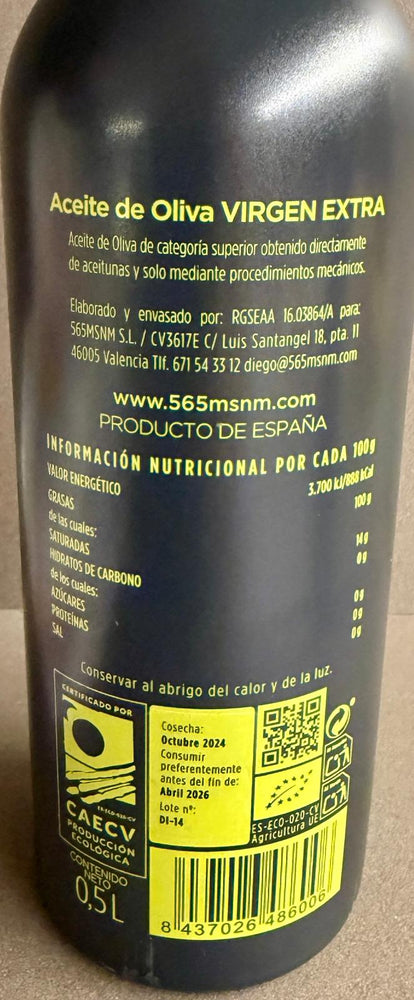 Aceite de Oliva VIRGEN EXTRA
Aceite de Oliva de categoría superior obtenido directamente
de aceitunas y solo mediante procedimientos mecánicos.
Elaborado y envasado por: RGSEAA 16.03864/A para:
565MSNM S.L. / CV3617E C/ Luis Santangel 18, pta. 11
46005 Valencia Tlf. 671 54 33 12 diego@565msnm.com
www.565msnm.com
PRODUCTO DE ESPAÑA
INFORMACIÓN NUTRICIONAL POR CADA 100g
VALOR ENERGÉTICO 3.700 kJ/888 kCal
GRASAS 100g
de las cuales:
SATURADAS 14g
HIDRATOS DE CARBONO 0g
de los cuales:
AZÚCARES 0g
PROTEÍNAS 0g
SAL 0g
Conservar al abrigo del calor y de la luz.
CERTIFICADO POR
ES-ECO-020-CV
CAECV
PRODUCCIÓN
ECOLÓGICA
CONTENIDO
NETO
0,5L
Cosecha:
Octubre 2024
Consumir
preferentemente
antes del fin de:
Abril 2026
Lote nº:
DI-14
ES-ECO-020-CV
Agricultura UE
8 437026 486006